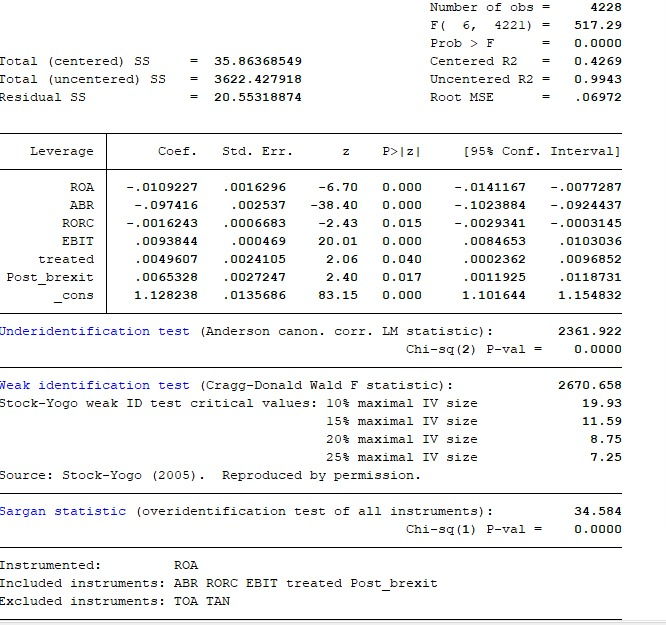 Number of obs = 4228
F( 6, 4221) = 517.29
Prob > F = 0.0000
Total (centered) SS = 35.86368549 Centered R2 = 0.4269
Total (uncentered) SS = 3622.427918 Uncentered R2 = 0.9943
Residual SS = 20.55318874 Root MSE = .06972
Leverage Coef. Std. Err. z P>|z| [95% Conf. Interval]
ROA -.0109227 .0016296 -6.70 0.000 -.0141167 -.0077287
ABR -.097416 .002537 -38.40 0.000 -.1023884 -.0924437
RORC -.0016243 .0006683 -2.43 0.015 -.0029341 -.0003145
EBIT .0093844 .000469 20.01 0.000 .0084653 .0103036
treated .0049607 .0024105 2.06 0.040 .0002362 .0096852
Post_brexit .0065328 .0027247 2.40 0.017 .0011925 .0118731
_cons 1.128238 .0135686 83.15 0.000 1.101644 1.154832
Underidentification test (Anderson canon. corr. LM statistic): 2361.922
Chi-sq(2) P-val = 0.0000
Weak identification test (Cragg-Donald Wald F statistic): 2670.658
Stock-Yogo weak ID test critical values: 10% maximal IV size 19.93
15% maximal IV size 11.59
20% maximal IV size 8.75
25% maximal IV size 7.25
Source: Stock-Yogo (2005). Reproduced by permission.
Sargan statistic (overidentification test of all instruments): 34.584
Chi-sq(1) P-val = 0.0000
Instrumented: ROA
Included instruments: ABR RORC EBIT treated Post_brexit
Excluded instruments: TOA TAN